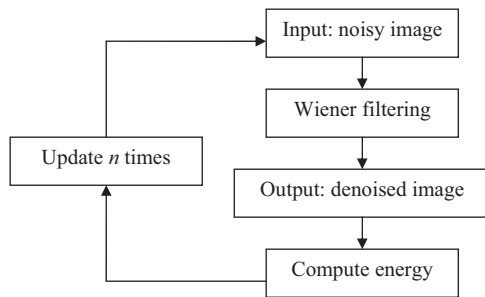 Input: noisy image
Wiener filtering
Update n times
Output: denoised image
Compute energy